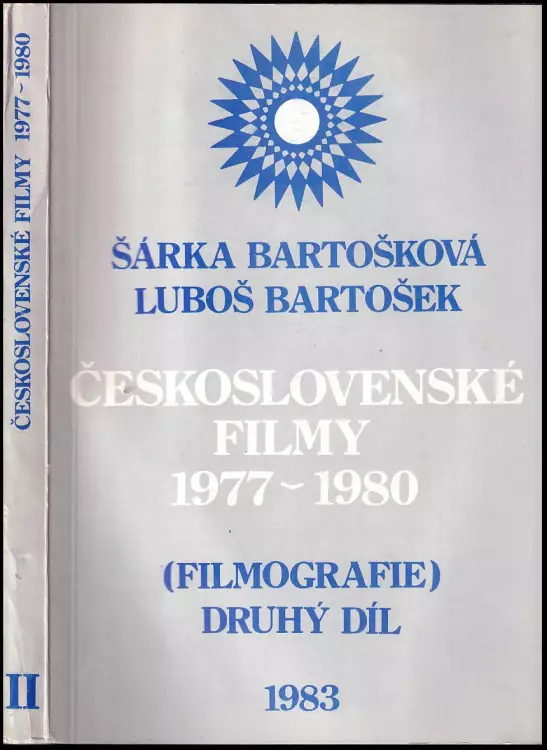 ČESKOSLOVENSKÉ FILMY 1977~1980
II
ŠÁRKA BARTOŠKOVÁ
LUBOŠ BARTOŠEK
ČESKOSLOVENSKÉ
FILMY
1977~1980
(FILMOGRAFIE)
DRUHÝ DÍL
1983